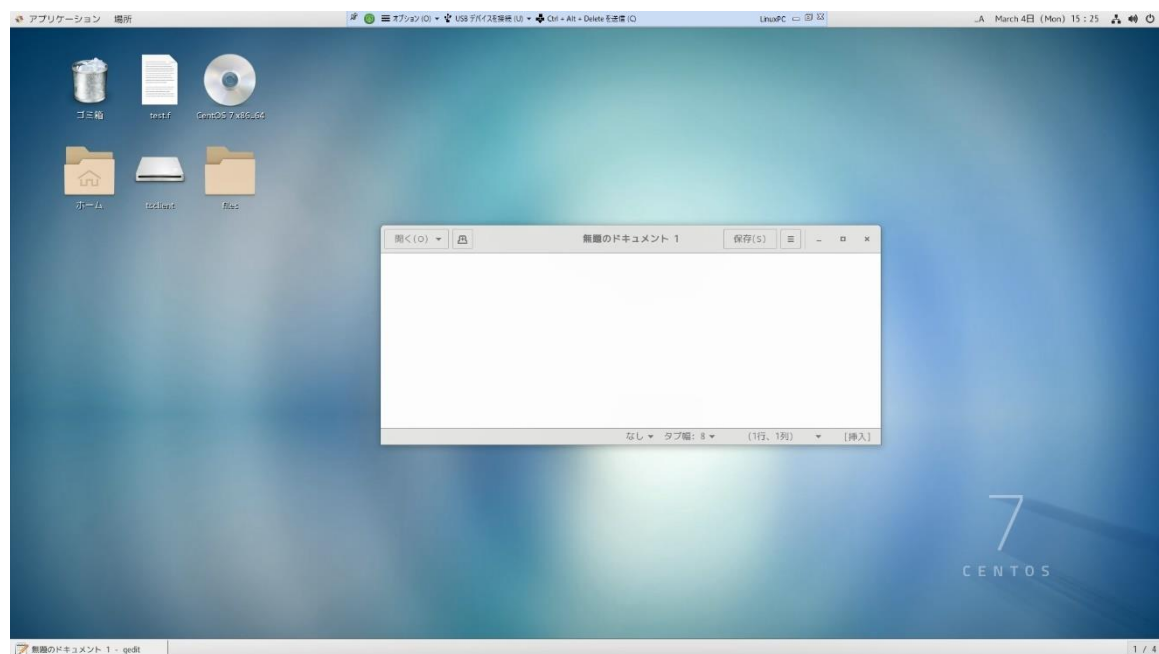 アプリケーション 場所
オプション (O) USB デバイスを接続 (U) Ctrl + Alt + Delete を送信 (O
LinuxPC
March 4日 (Mon) 15：25
ゴミ箱 test.f CentOS 7 x86_64
ホーム tsclient files
開く(O) 無題のドキュメント 1 保存(S)
なし タブ幅: 8 (1行、1列) [挿入]
7
CENTOS
無題のドキュメント 1 - gedit
1 / 4